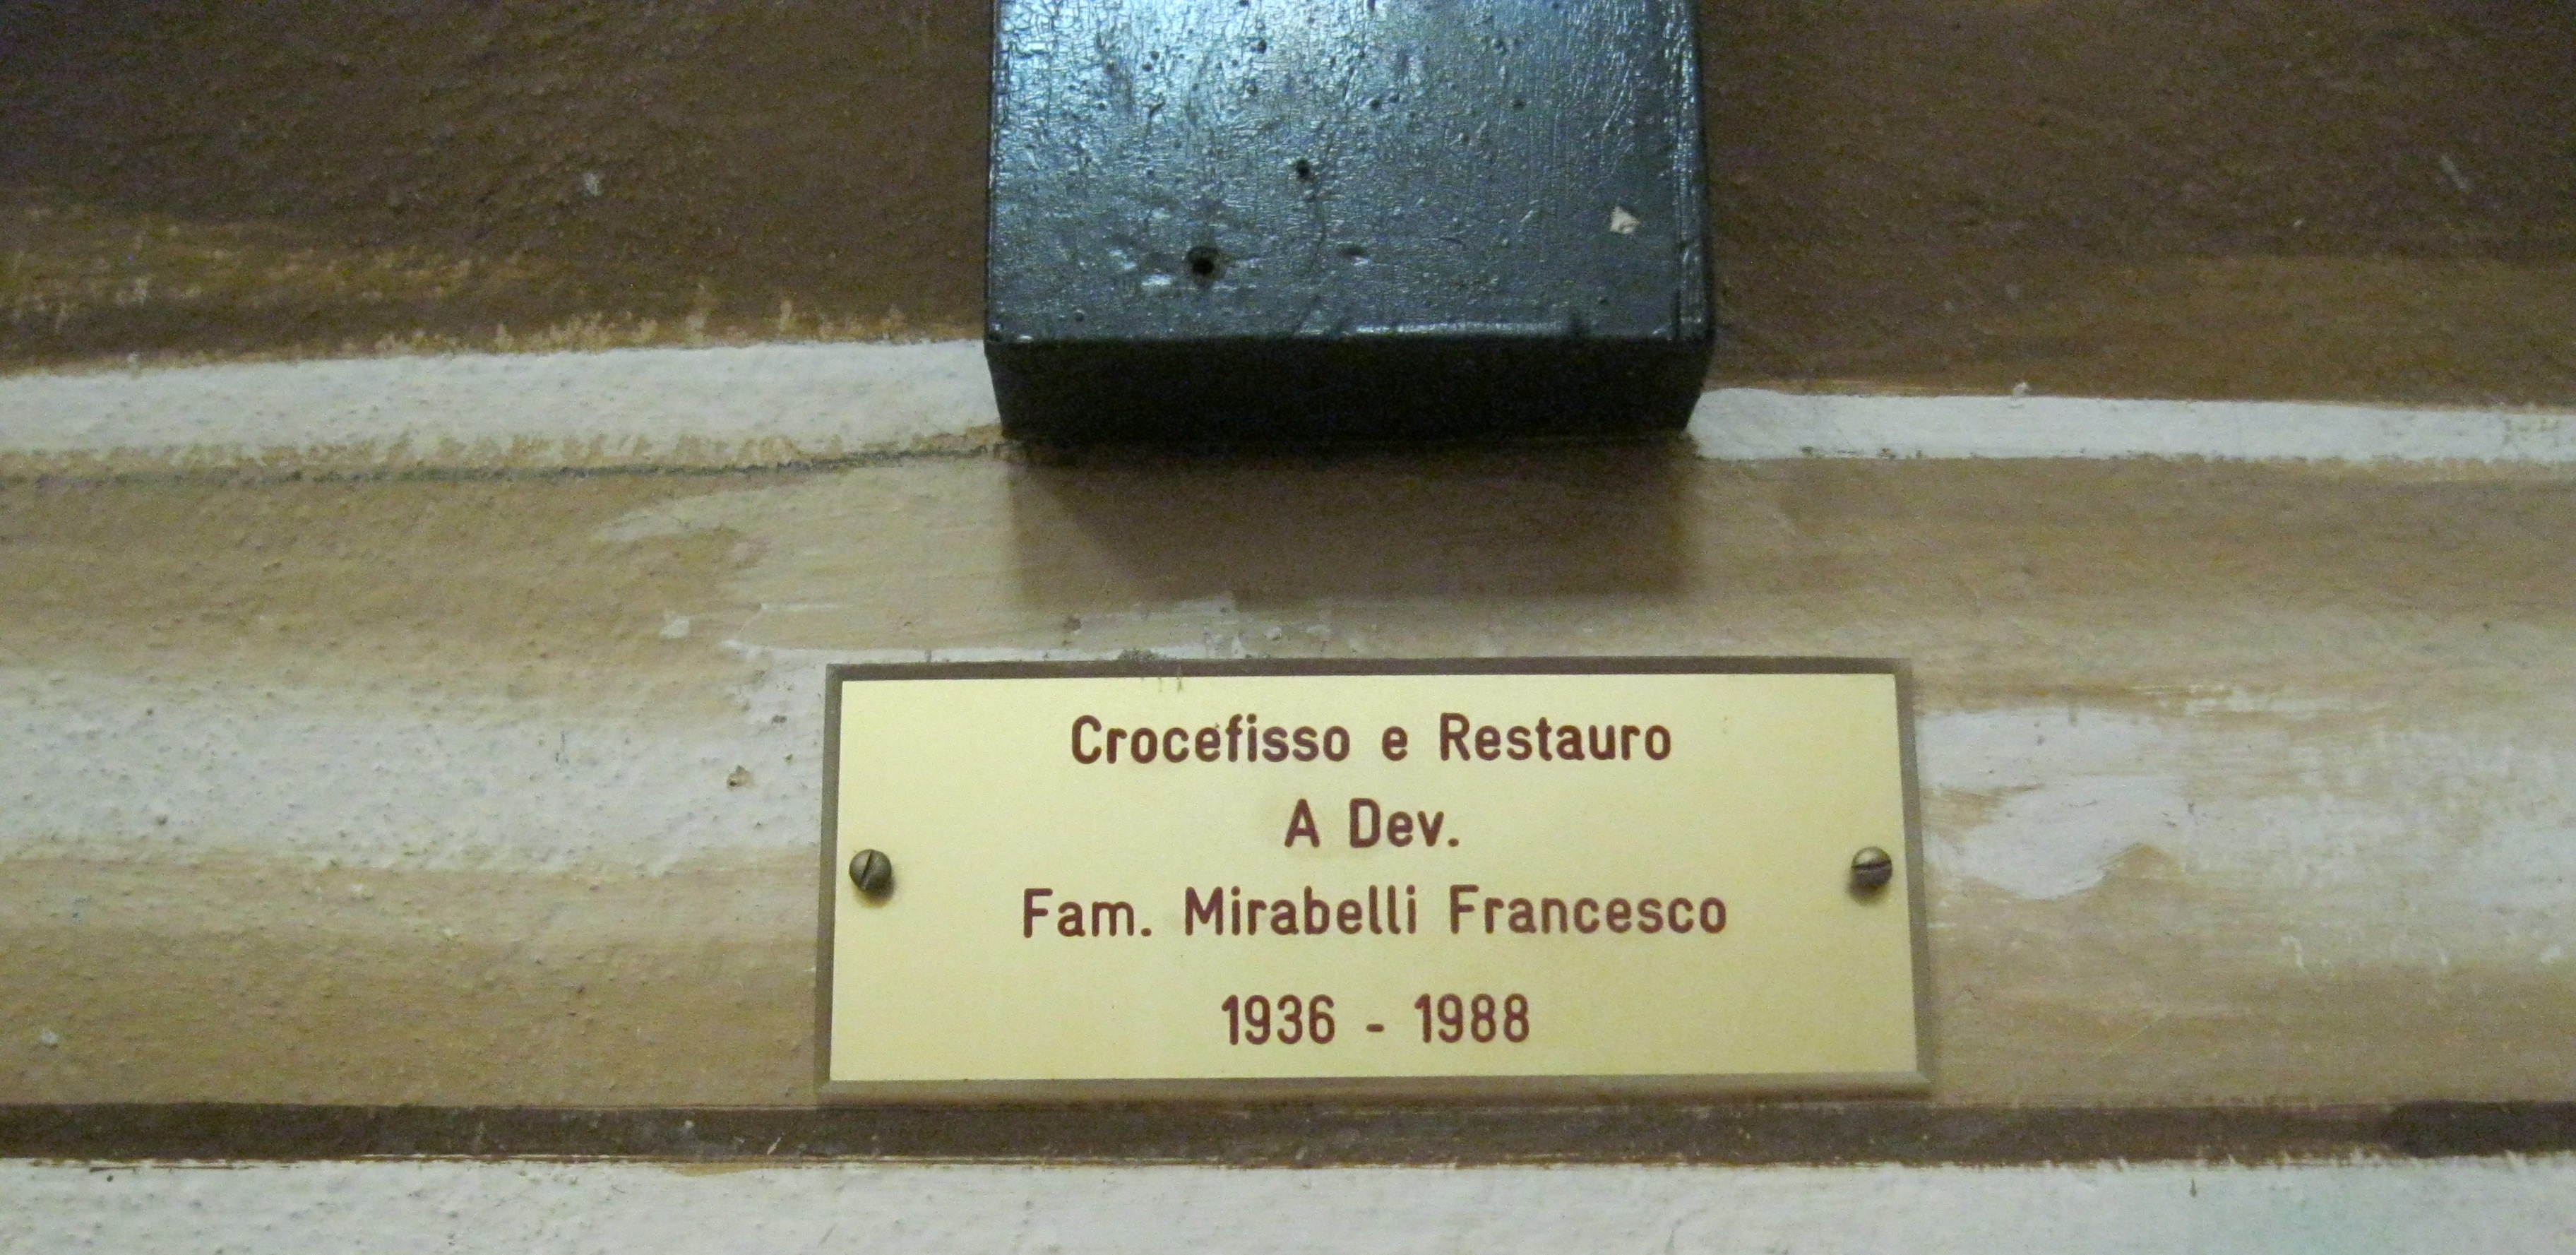 Crocefisso e Restauro
A Dev.
Fam. Mirabelli Francesco
1936 - 1988